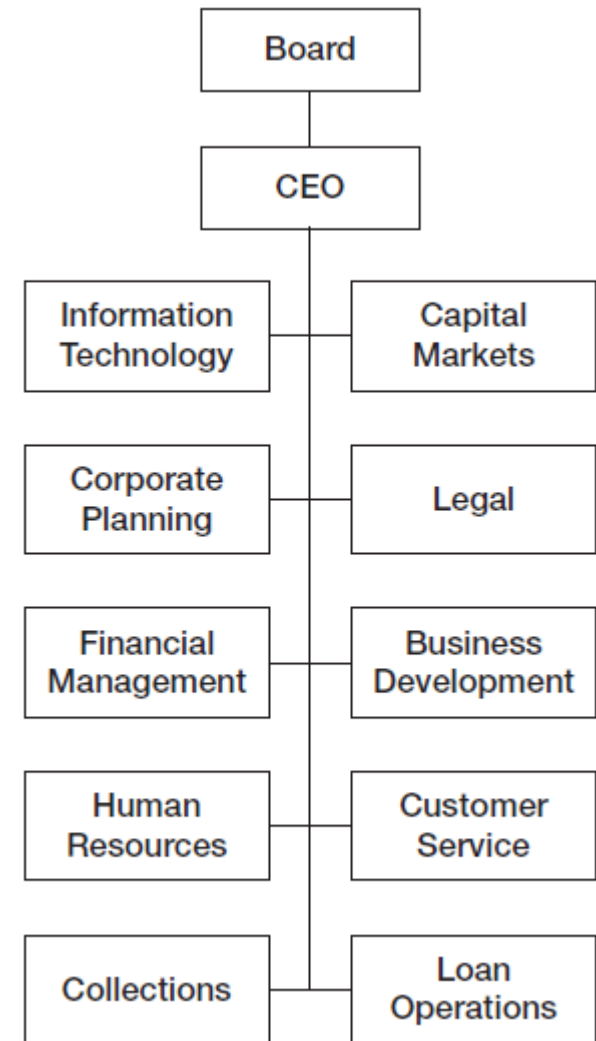 Board
CEO
Information
Technology
Capital
Markets
Corporate
Planning
Legal
Financial
Management
Business
Development
Human
Resources
Customer
Service
Collections
Loan
Operations